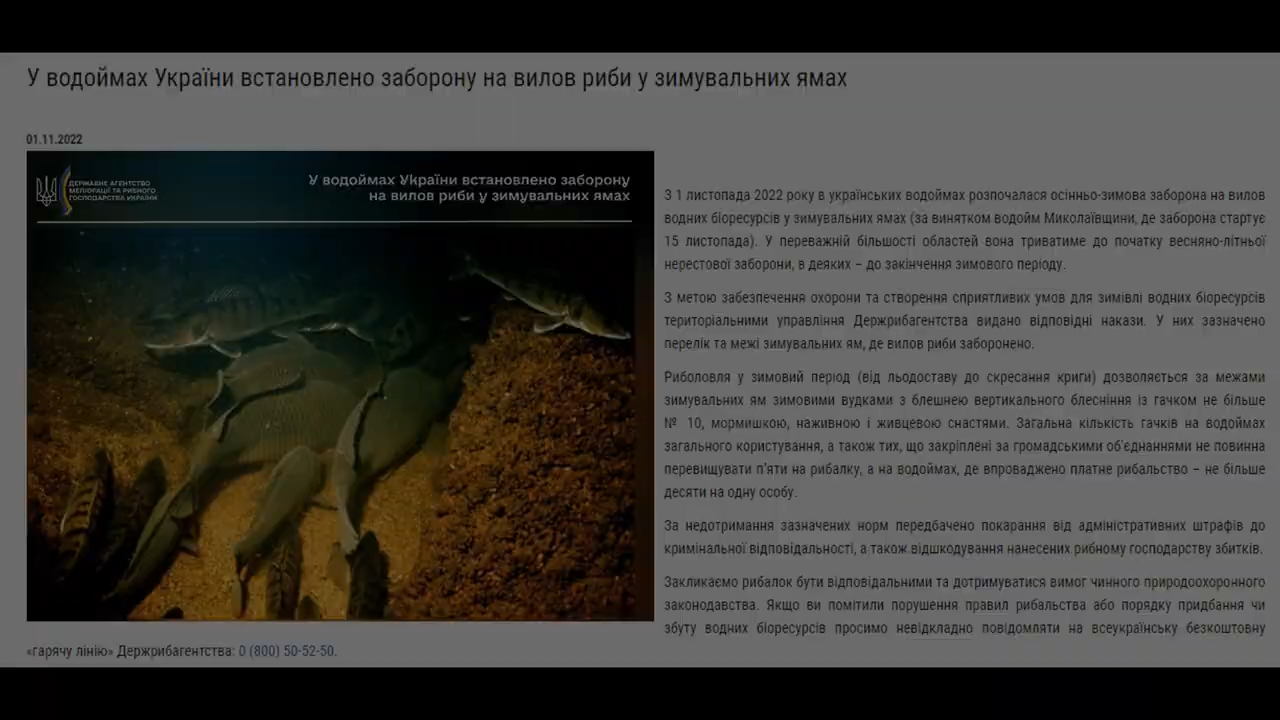 У водоймах України встановлено заборону на вилов риби у зимувальних ямах
01.11.2022
ДЕРЖАВНЕ АГЕНТСТВО
МЕЛІОРАЦІЇ ТА РИБНОГО
ГОСПОДАРСТВА УКРАЇНИ
У водоймах України встановлено заборону
на вилов риби у зимувальних ямах
З 1 листопада 2022 року в українських водоймах розпочалася осінньо-зимова заборона на вилов
водних біоресурсів у зимувальних ямах (за винятком водойм Миколаївщини, де заборона стартує
15 листопада). У переважній більшості областей вона триватиме до початку весняно-літньої
нерестової заборони, в деяких – до закінчення зимового періоду.
З метою забезпечення охорони та створення сприятливих умов для зимівлі водних біоресурсів
територіальними управління Держрибагентства видано відповідні накази. У них зазначено
перелік та межі зимувальних ям, де вилов риби заборонено.
Риболовля у зимовий період (від льодоставу до скресання криги) дозволяється за межами
зимувальних ям зимовими вудками з блешнею вертикального блесніння із гачком не більше
№ 10, мормишкою, наживною і живцевою снастями. Загальна кількість гачків на водоймах
загального користування, а також тих, що закріплені за громадськими об'єднаннями не повинна
перевищувати п'яти на рибалку, а на водоймах, де впроваджено платне рибальство – не більше
десяти на одну особу.
За недотримання зазначених норм передбачено покарання від адміністративних штрафів до
кримінальної відповідальності, а також відшкодування нанесених рибному господарству збитків.
Закликаємо рибалок бути відповідальними та дотримуватися вимог чинного природоохоронного
законодавства. Якщо ви помітили порушення правил рибальства або порядку придбання чи
збуту водних біоресурсів просимо невідкладно повідомляти на всеукраїнську безкоштовну
«гарячу лінію» Держрибагентства: 0 (800) 50-52-50.